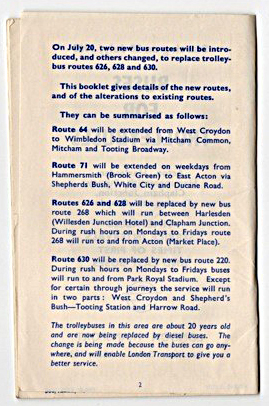 On July 20, two new bus routes will be intro-
duced, and others changed, to replace trolley-
bus routes 626, 628 and 630.
This booklet gives details of the new routes,
and of the alterations to existing routes.
They can be summarised as follows:
Route 64 will be extended from West Croydon
to Wimbledon Stadium via Mitcham Common,
Mitcham and Tooting Broadway.
Route 71 will be extended on weekdays from
Hammersmith (Brook Green) to East Acton via
Shepherds Bush, White City and Ducane Road.
Routes 626 and 628 will be replaced by new bus
route 268 which will run between Harlesden
(Willesden Junction Hotel) and Clapham Junction.
During rush hours on Mondays to Fridays route
268 will run to and from Acton (Market Place).
Route 630 will be replaced by new bus route 220.
During rush hours on Mondays to Fridays buses
will run to and from Park Royal Stadium. Except
for certain through journeys the service will run
in two parts: West Croydon and Shepherd's
Bush—Tooting Station and Harrow Road.
The trolleybuses in this area are about 20 years old
and are now being replaced by diesel buses. The
change is being made because the buses can go any-
where, and will enable London Transport to give you a
better service.
2